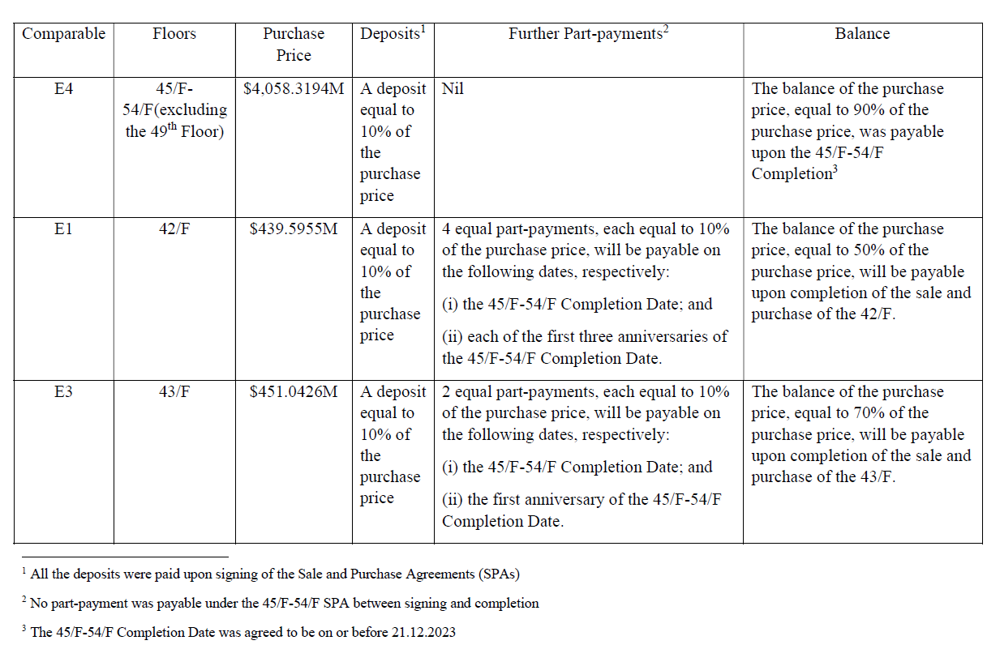 Comparable Floors Purchase Price Deposits1 Further Part-payments2 Balance
E4
45/F-
54/F(excluding
the 49th Floor)
$4,058.3194M
A deposit
equal to
10% of
the
purchase
price
Nil
The balance of the purchase
price, equal to 90% of the
purchase price, was payable
upon the 45/F-54/F
Completion3
E1
42/F
$439.5955M
A deposit
equal to
10% of
the
purchase
price
4 equal part-payments, each equal to 10%
of the purchase price, will be payable on
the following dates, respectively:
(i) the 45/F-54/F Completion Date; and
(ii) each of the first three anniversaries of
the 45/F-54/F Completion Date.
The balance of the purchase
price, equal to 50% of the
purchase price, will be payable
upon completion of the sale and
purchase of the 42/F.
E3
43/F
$451.0426M
A deposit
equal to
10% of
the
purchase
price
2 equal part-payments, each equal to 10%
of the purchase price, will be payable on
the following dates, respectively:
(i) the 45/F-54/F Completion Date; and
(ii) the first anniversary of the 45/F-54/F
Completion Date.
The balance of the purchase
price, equal to 70% of the
purchase price, will be payable
upon completion of the sale and
purchase of the 43/F.
1 All the deposits were paid upon signing of the Sale and Purchase Agreements (SPAs)
2 No part-payment was payable under the 45/F-54/F SPA between signing and completion
3 The 45/F-54/F Completion Date was agreed to be on or before 21.12.2023